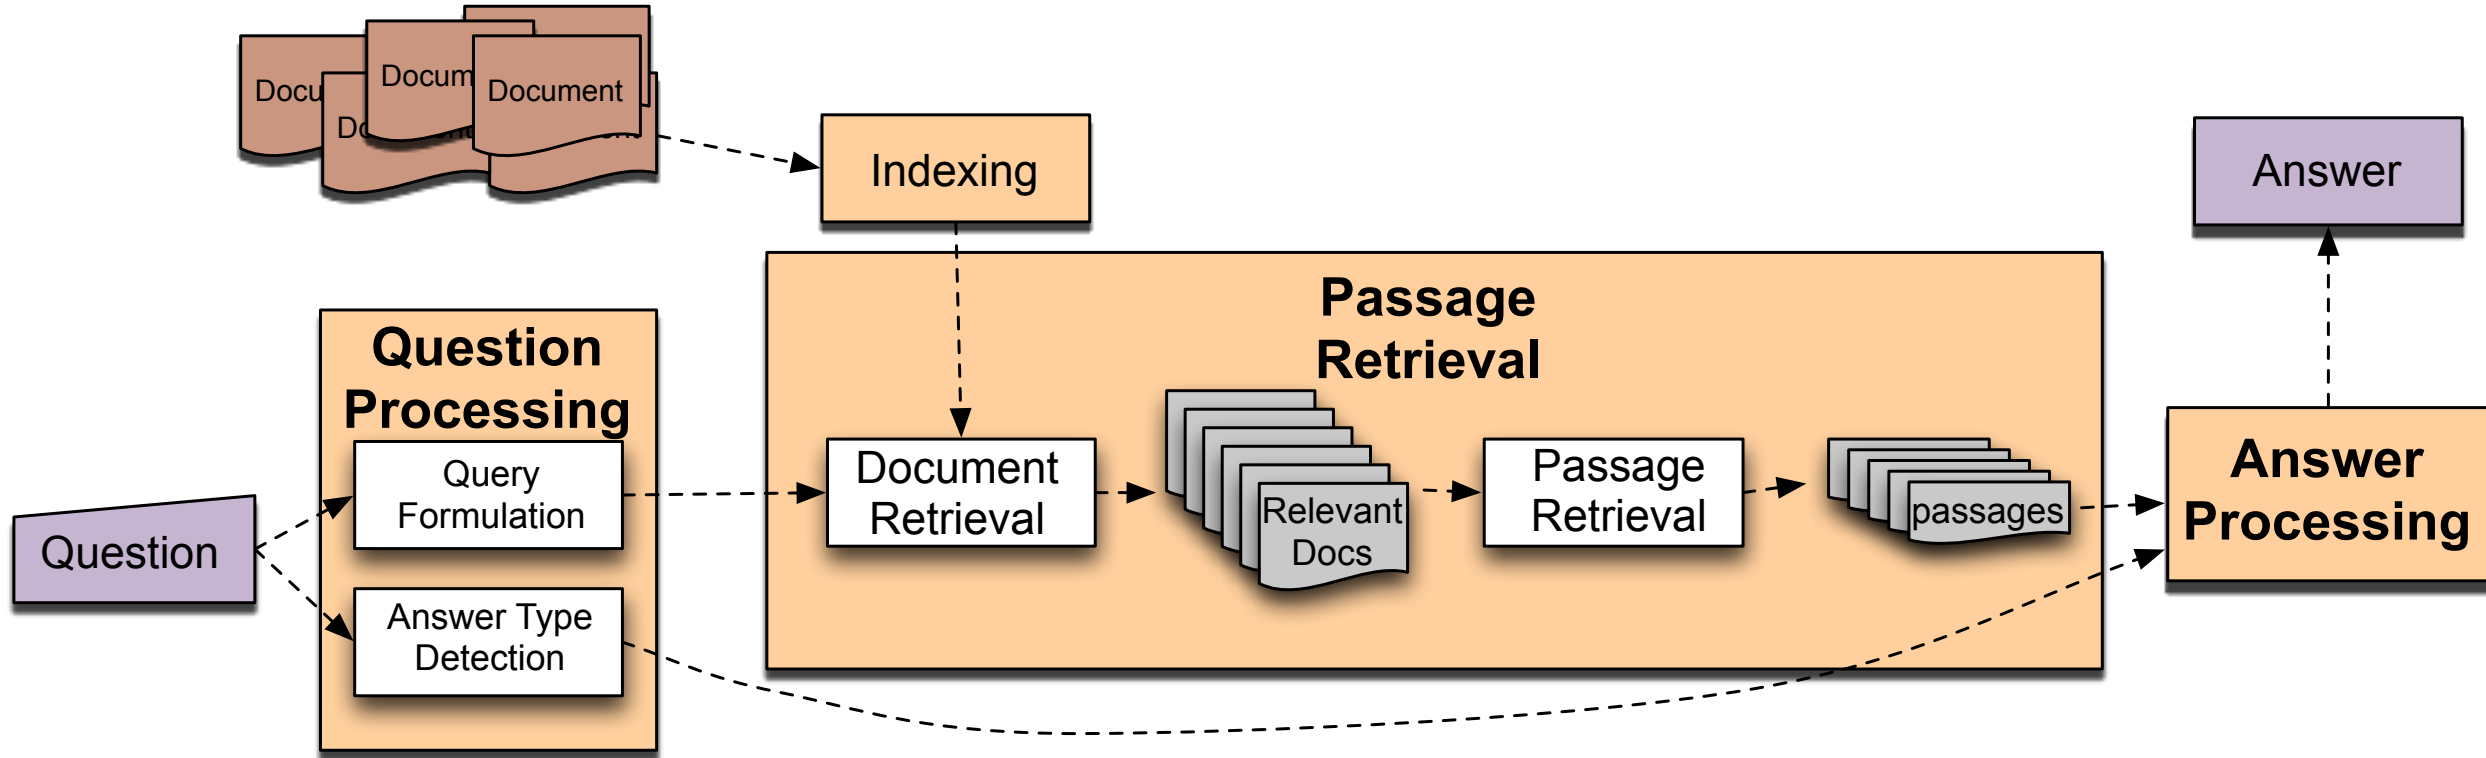 Document
Docum
Docu
Indexing
Answer
Passage
Retrieval
Question
Processing
Query
Formulation
Answer Type
Detection
Question
Document
Retrieval
Relevant
Docs
Passage
Retrieval
passages
Answer
Processing